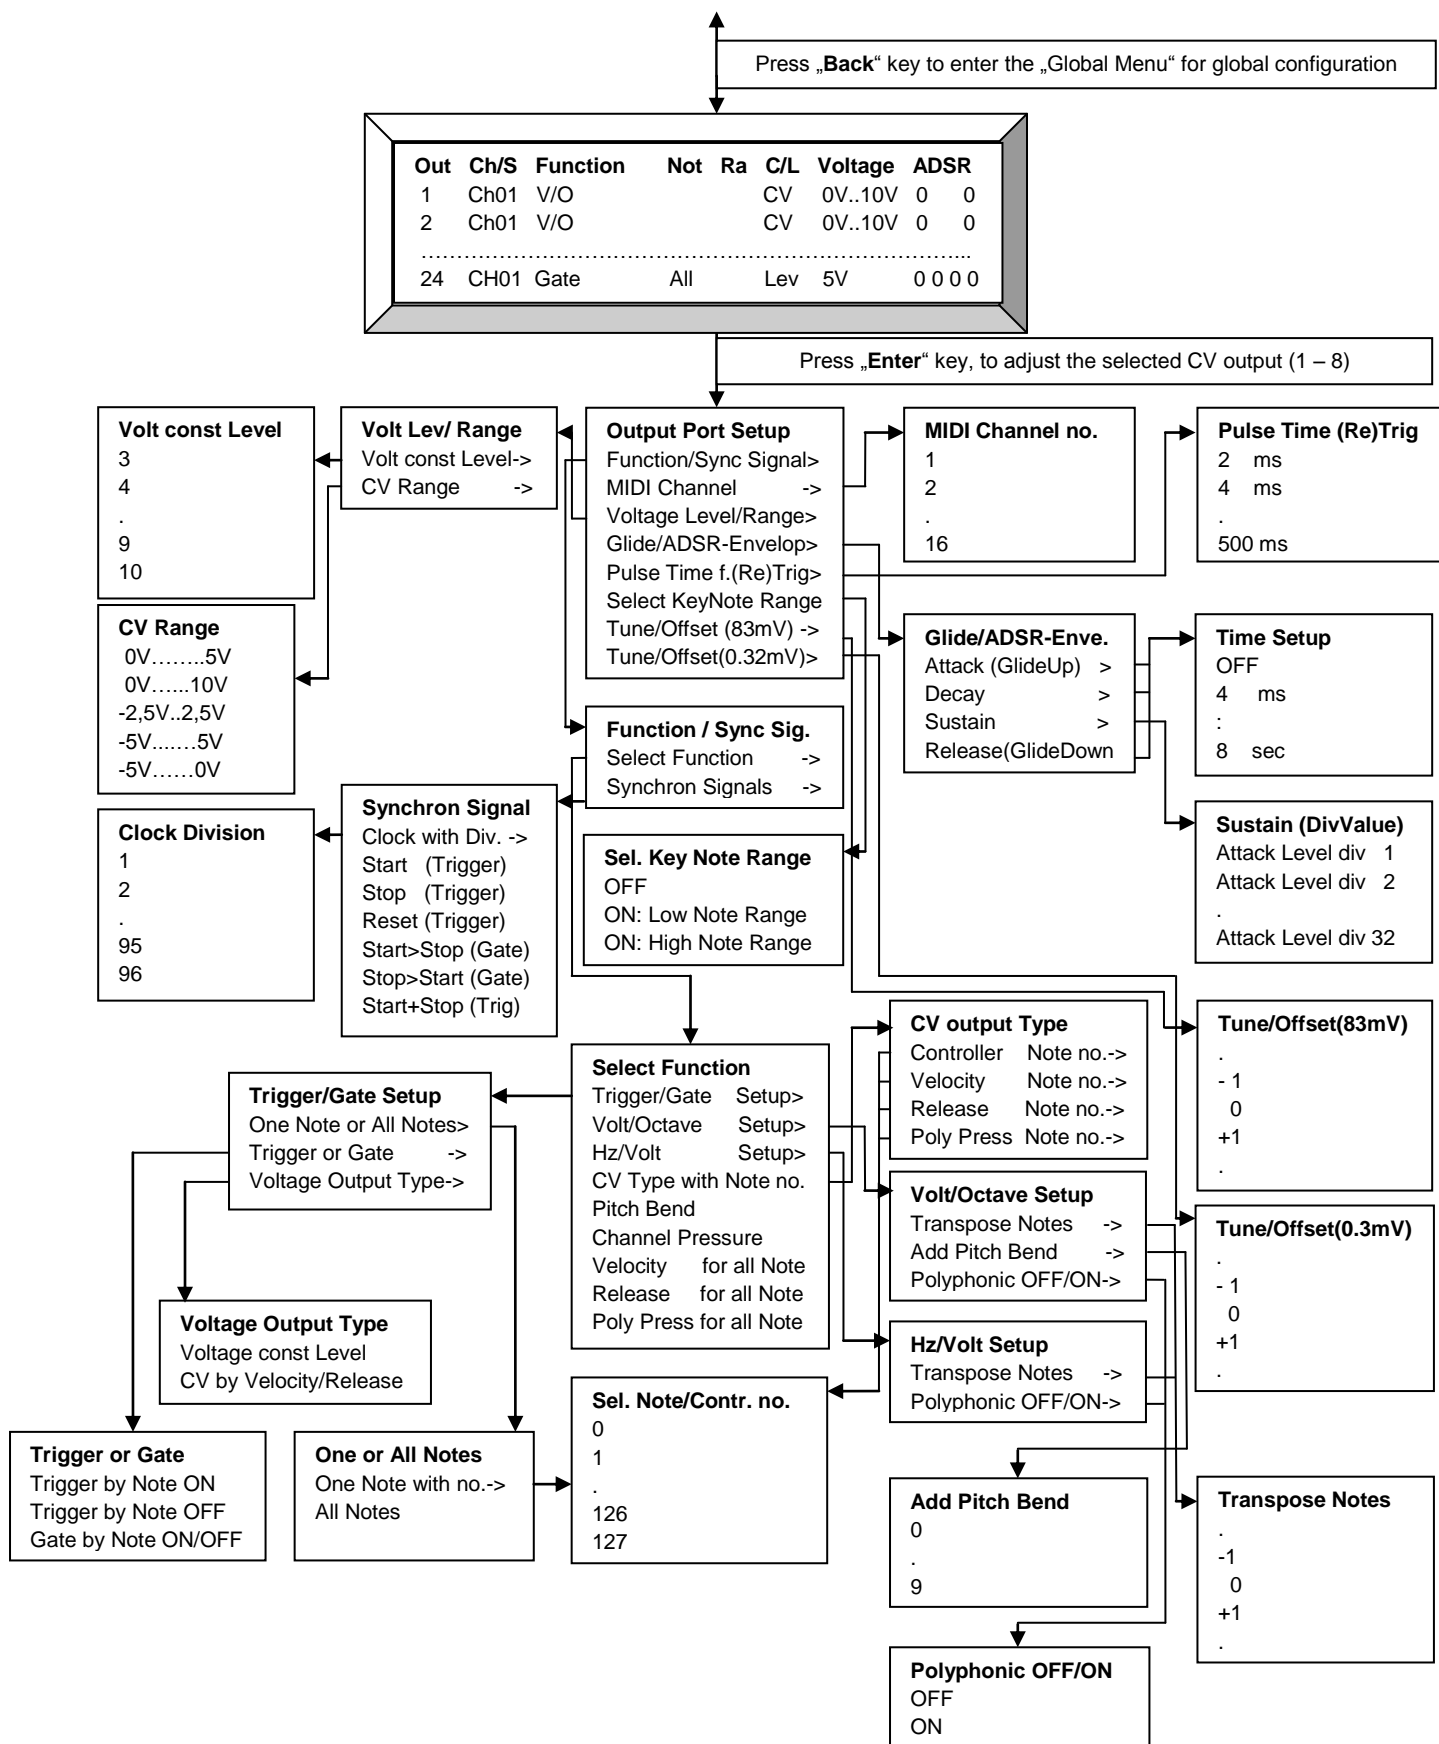 Press „Back“ key to enter the „Global Menu“ for global configuration
Out Ch/S Function Not Ra C/L Voltage ADSR
1 Ch01 V/O CV 0V..10V 0 0
2 Ch01 V/O CV 0V..10V 0 0
…………………………………………………………………...
24 CH01 Gate All Lev 5V 0 0 0 0
Press „Enter“ key, to adjust the selected CV output (1 – 8)
Volt const Level
3
4
.
9
10
Volt Lev/ Range
Volt const Level->
CV Range ->
Output Port Setup
Function/Sync Signal>
MIDI Channel ->
Voltage Level/Range>
Glide/ADSR-Envelop>
Pulse Time f.(Re)Trig>
Select KeyNote Range
Tune/Offset (83mV) ->
Tune/Offset(0.32mV)>
MIDI Channel no.
1
2
.
16
Pulse Time (Re)Trig
2 ms
4 ms
.
500 ms
CV Range
0V……..5V
0V…...10V
-2,5V..2,5V
-5V....…5V
-5V……0V
Glide/ADSR-Enve.
Attack (GlideUp) >
Decay >
Sustain >
Release(GlideDown
Time Setup
OFF
4 ms
:
8 sec
Function / Sync Sig.
Select Function ->
Synchron Signals ->
Synchron Signal
Clock with Div. ->
Start (Trigger)
Stop (Trigger)
Reset (Trigger)
Start>Stop (Gate)
Stop>Start (Gate)
Start+Stop (Trig)
Clock Division
1
2
.
95
96
Sel. Key Note Range
OFF
ON: Low Note Range
ON: High Note Range
Sustain (DivValue)
Attack Level div 1
Attack Level div 2
.
Attack Level div 32
CV output Type
Controller Note no.->
Velocity Note no.->
Release Note no.->
Poly Press Note no.->
Tune/Offset(83mV)
.
- 1
0
+1
.
Select Function
Trigger/Gate Setup>
Volt/Octave Setup>
Hz/Volt Setup>
CV Type with Note no.
Pitch Bend
Channel Pressure
Velocity for all Note
Release for all Note
Poly Press for all Note
Trigger/Gate Setup
One Note or All Notes>
Trigger or Gate ->
Voltage Output Type->
Volt/Octave Setup
Transpose Notes ->
Add Pitch Bend ->
Polyphonic OFF/ON->
Tune/Offset(0.3mV)
.
- 1
0
+1
.
Voltage Output Type
Voltage const Level
CV by Velocity/Release
Hz/Volt Setup
Transpose Notes ->
Polyphonic OFF/ON->
Sel. Note/Contr. no.
0
1
.
126
127
Trigger or Gate
Trigger by Note ON
Trigger by Note OFF
Gate by Note ON/OFF
One or All Notes
One Note with no.->
All Notes
Add Pitch Bend
0
.
9
Transpose Notes
.
-1
0
+1
.
Polyphonic OFF/ON
OFF
ON